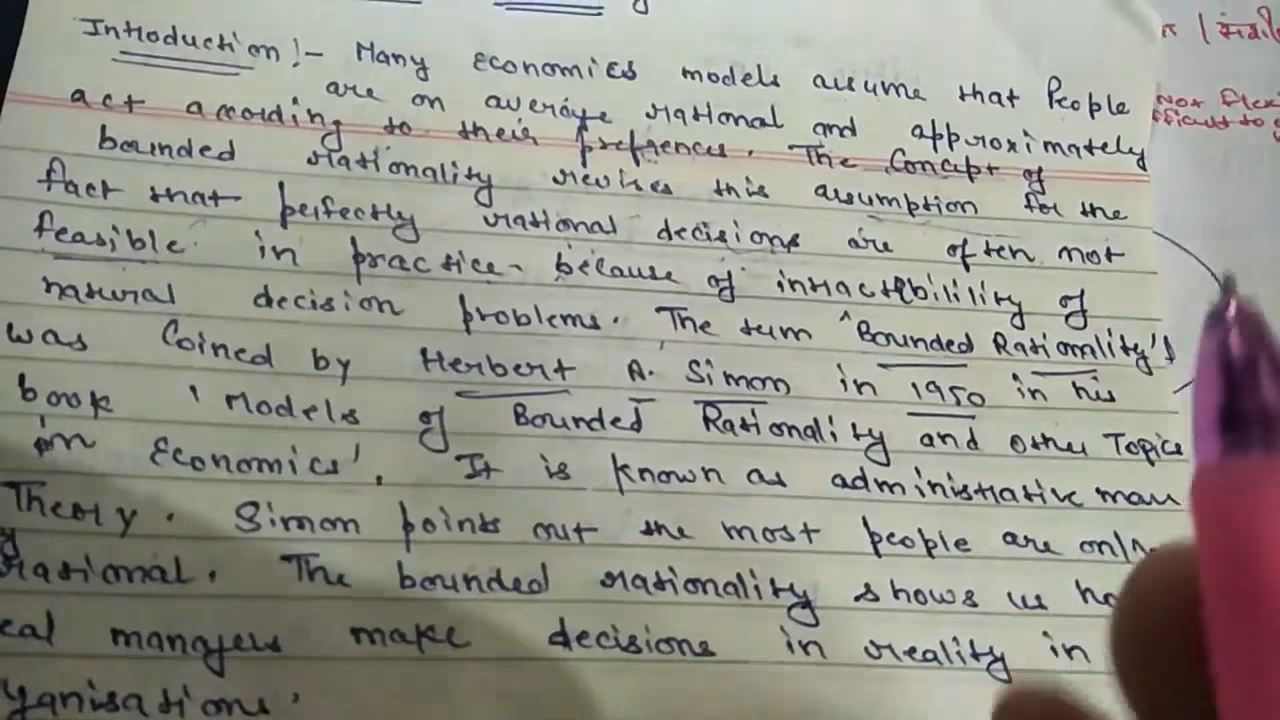 Introduction :- Many economics models assume that People
are on average rational and approximately
act according to their prefrences. The Concept of
bounded rationality revises this assumption for the
fact that perfectly rational decisions are often not
feasible in practice. because of intractebilility of
natural decision problems. The turm 'Bounded Rationality's
was Coined by Herbert A. Simon in 1950 in his
book 'Models of Bounded Rationality and other Topics
in Economics'. It is known as administrative man
Theory. Simon points out the most people are only
rational. The bounded rationality shows us
managers make decisions in reality in
Not